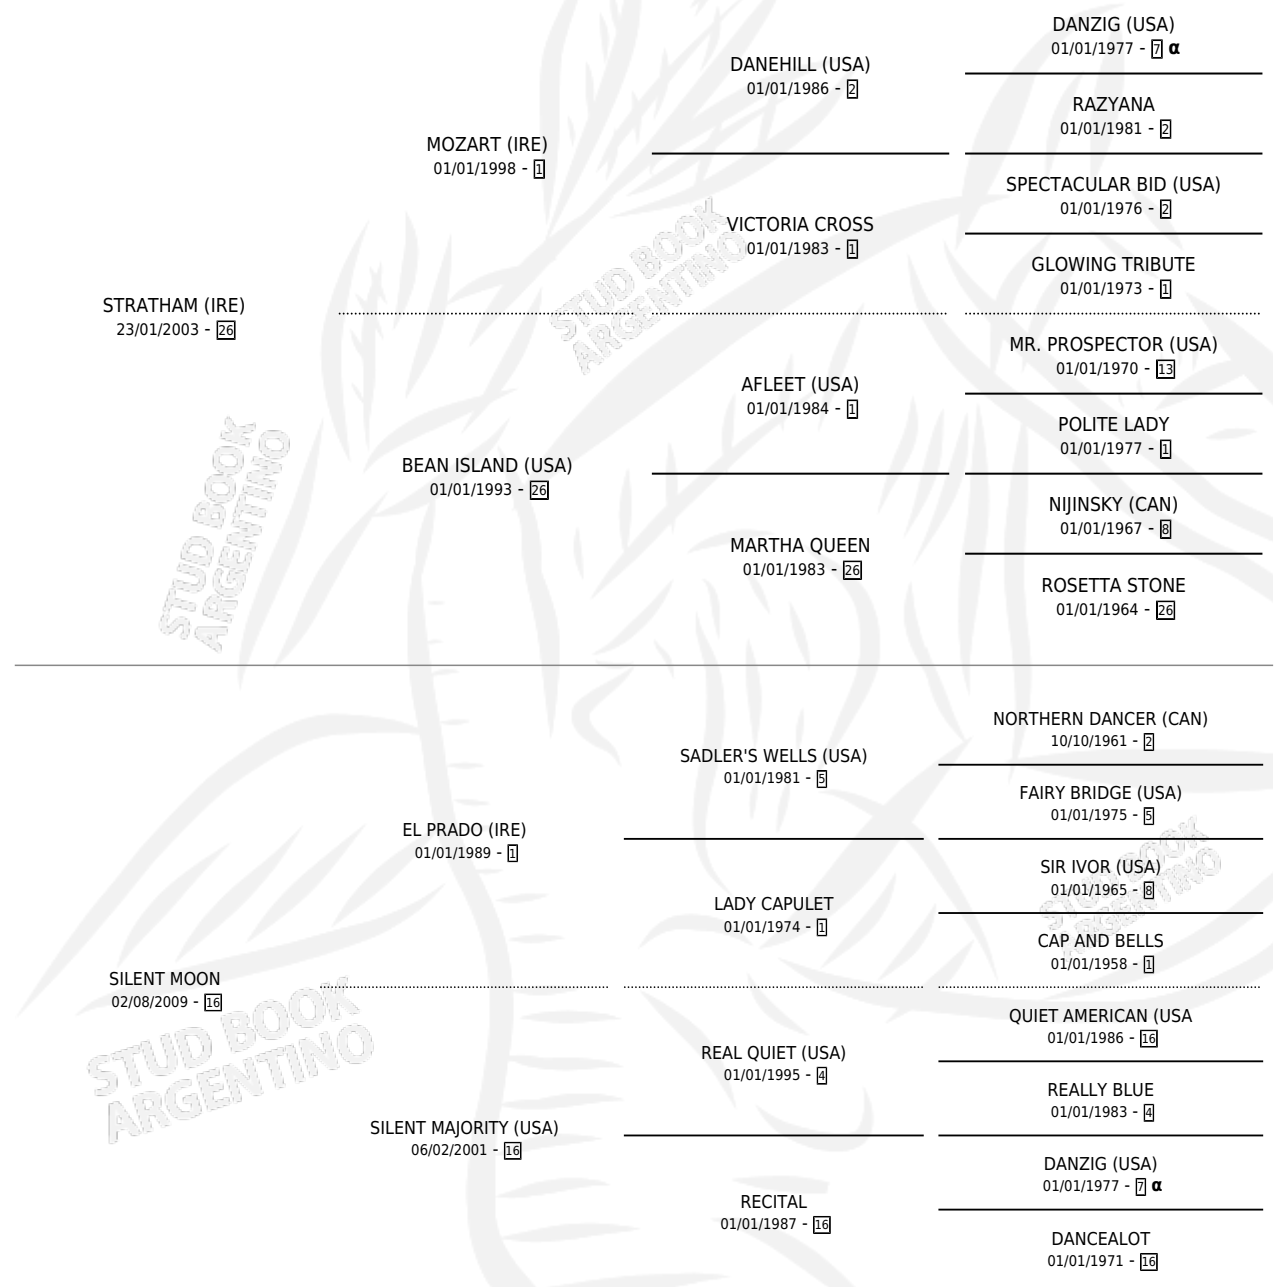 DANZIG (USA)
01/01/1977 - 7 α
DANEHILL (USA)
01/01/1986 - 2
RAZYANA
01/01/1981 - 2
MOZART (IRE)
01/01/1998 - 1
SPECTACULAR BID (USA)
01/01/1976 - 2
VICTORIA CROSS
01/01/1983 - 1
GLOWING TRIBUTE
01/01/1973 - 1
STRATHAM (IRE)
23/01/2003 - 26
MR. PROSPECTOR (USA)
01/01/1970 - 13
AFLEET (USA)
01/01/1984 - 1
POLITE LADY
01/01/1977 - 1
BEAN ISLAND (USA)
01/01/1993 - 26
NIJINSKY (CAN)
01/01/1967 - 8
MARTHA QUEEN
01/01/1983 - 26
ROSETTA STONE
01/01/1964 - 26
NORTHERN DANCER (CAN)
10/10/1961 - 2
SADLER'S WELLS (USA)
01/01/1981 - 5
FAIRY BRIDGE (USA)
01/01/1975 - 5
EL PRADO (IRE)
01/01/1989 - 1
SIR IVOR (USA)
01/01/1965 - 8
LADY CAPULET
01/01/1974 - 1
CAP AND BELLS
01/01/1958 - 1
SILENT MOON
02/08/2009 - 16
QUIET AMERICAN (USA
01/01/1986 - 16
REAL QUIET (USA)
01/01/1995 - 4
REALLY BLUE
01/01/1983 - 4
SILENT MAJORITY (USA)
06/02/2001 - 16
DANZIG (USA)
01/01/1977 - 7 α
RECITAL
01/01/1987 - 16
DANCEALOT
01/01/1971 - 16
STUD BOOK
ARGENTINO
STUD BOOK
ARGENTINO
STUD BOOK
ARGENTINO
STUD BOOK
ARGENTINO